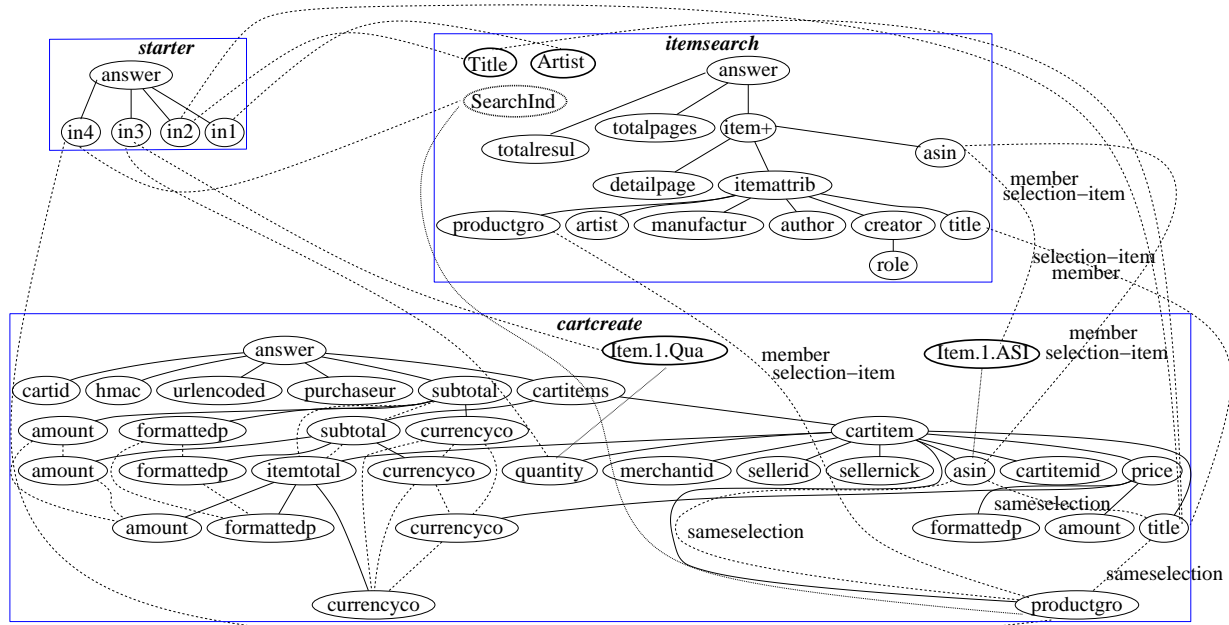 starter
itemsearch
Title
Artist
answer
answer
SearchInd
in4
in3
in2
in1
totalpages
item+
totalresul
asin
detailpage
itemattrib
member
selection−item
productgro
artist
manufactur
author
creator
title
role
selection−item
member
cartcreate
answer
Item.1.Qua
Item.1.ASI
member
selection−item
member
selection−item
cartid
hmac
urlencoded
purchaseur
subtotal
cartitems
amount
formattedp
subtotal
currencyco
cartitem
amount
formattedp
itemtotal
currencyco
quantity
merchantid
sellerid
sellernick
asin
cartitemid
price
sameselection
amount
formattedp
currencyco
sameselection
formattedp
amount
title
sameselection
currencyco
productgro